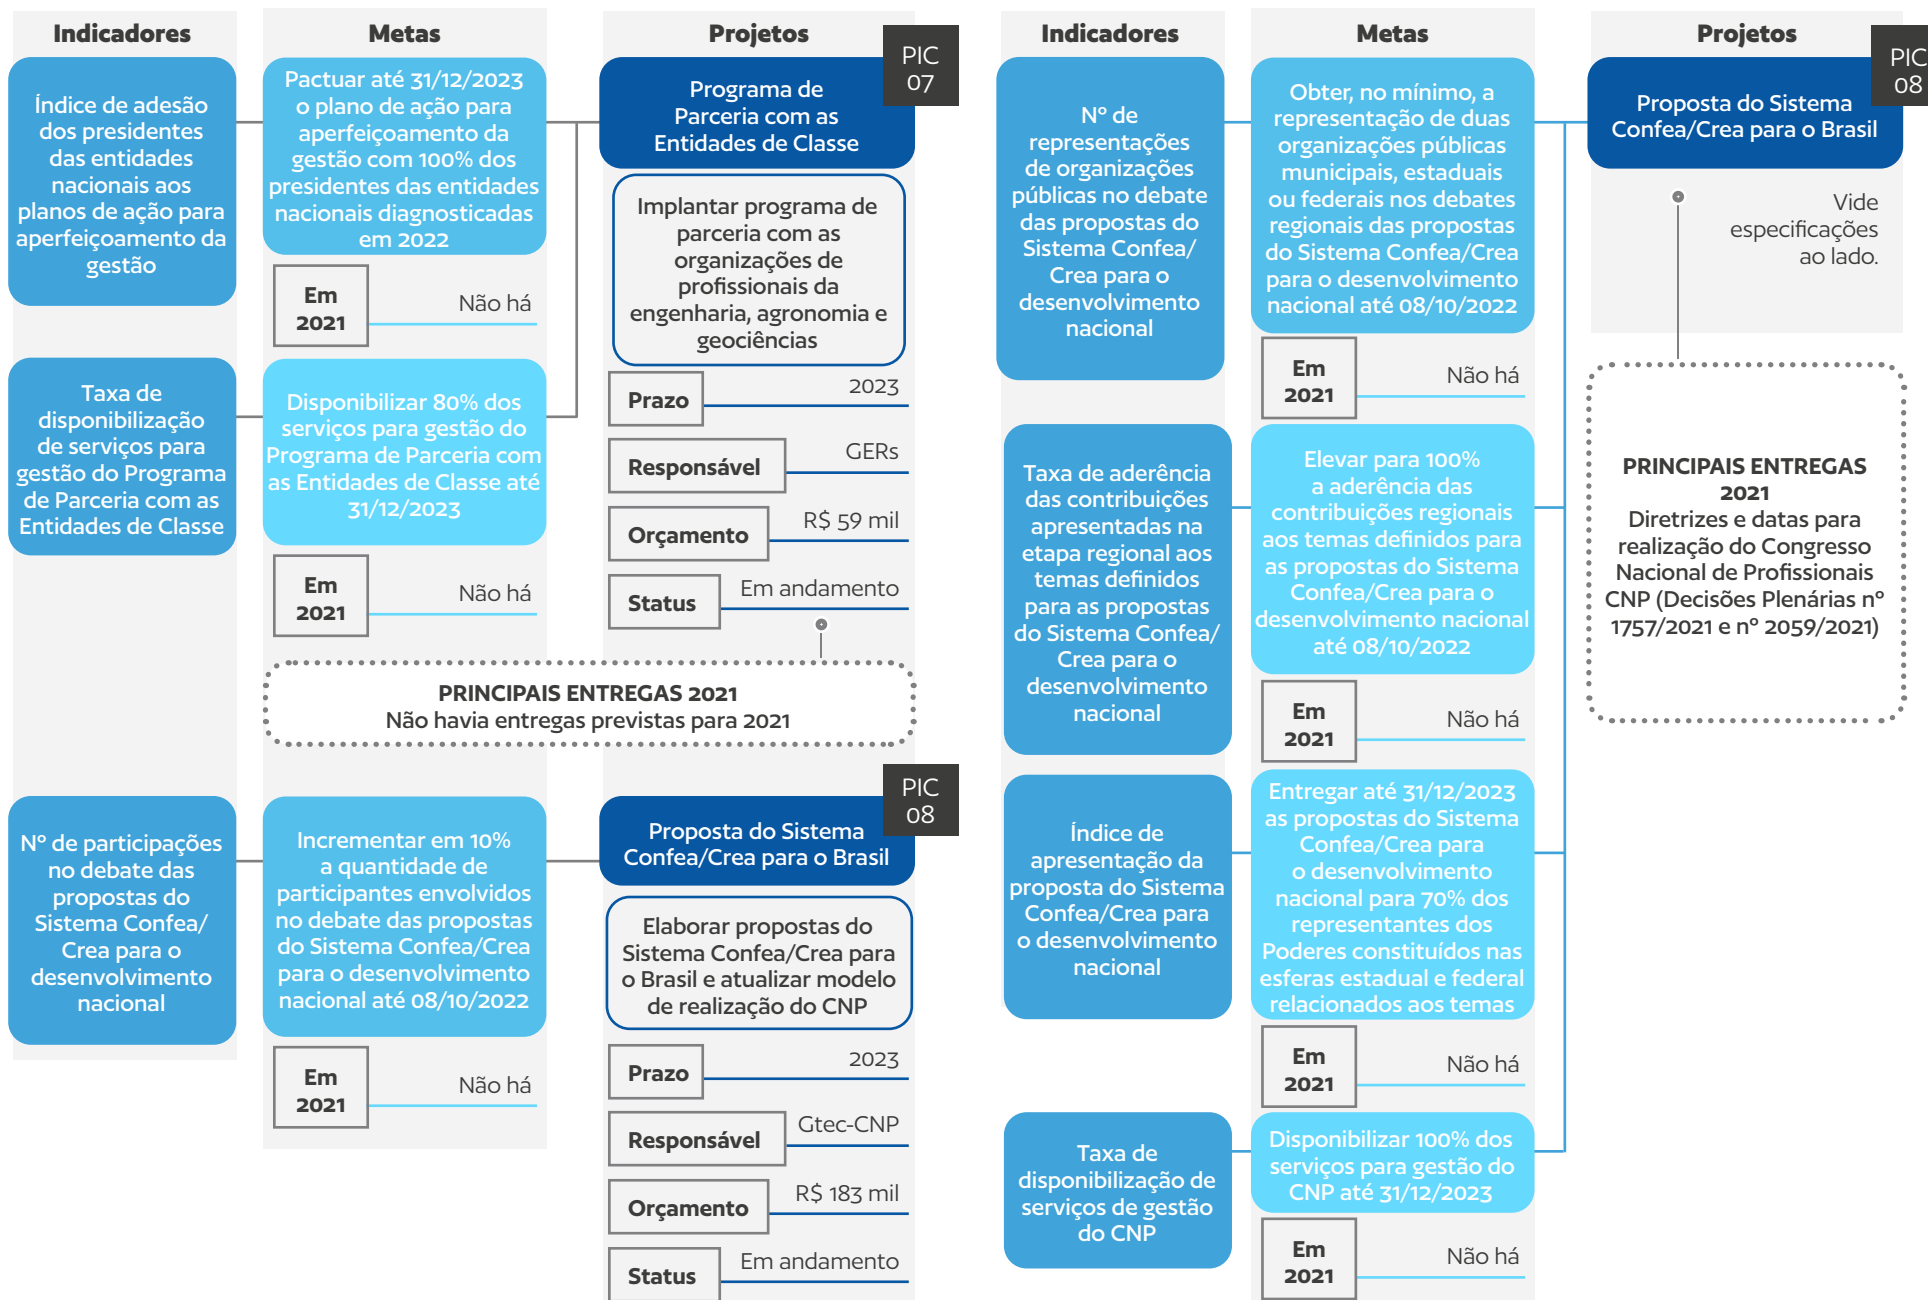 Indicadores
Metas
Projetos
PIC
07
Índice de adesão
dos presidentes
das entidades
nacionais aos
planos de ação para
aperfeiçoamento da
gestão
Pactuar até 31/12/2023
o plano de ação para
aperfeiçoamento da
gestão com 100% dos
presidentes das entidades
nacionais diagnosticadas
em 2022
Em
2021
Não há
Programa de
Parceria com as
Entidades de Classe
Implantar programa de
parceria com as
organizações de
profissionais da
engenharia, agronomia e
geociências
Prazo
2023
Responsável
GERs
Orçamento
R$ 59 mil
Status
Em andamento
Taxa de
disponibilização
de serviços para
gestão do Programa
de Parceria com as
Entidades de Classe
Disponibilizar 80% dos
serviços para gestão do
Programa de Parceria com
as Entidades de Classe até
31/12/2023
Em
2021
Não há
PRINCIPAIS ENTREGAS 2021
Não havia entregas previstas para 2021
PIC
08
Nº de participações
no debate das
propostas do
Sistema Confea/
Crea para o
desenvolvimento
nacional
Incrementar em 10%
a quantidade de
participantes envolvidos
no debate das propostas
do Sistema Confea/Crea
para o desenvolvimento
nacional até 08/10/2022
Em
2021
Não há
Proposta do Sistema
Confea/Crea para o Brasil
Elaborar propostas do
Sistema Confea/Crea para
o Brasil e atualizar modelo
de realização do CNP
Prazo
2023
Responsável
Gtec-CNP
Orçamento
R$ 183 mil
Status
Em andamento
Indicadores
Metas
Projetos
PIC
08
Nº de
representações
de organizações
públicas no debate
das propostas do
Sistema Confea/
Crea para o
desenvolvimento
nacional
Obter, no mínimo, a
representação de duas
organizações públicas
municipais, estaduais
ou federais nos debates
regionais das propostas
do Sistema Confea/Crea
para o desenvolvimento
nacional até 08/10/2022
Em
2021
Não há
Proposta do Sistema
Confea/Crea para o Brasil
Vide
especificações
ao lado.
PRINCIPAIS ENTREGAS
2021
Diretrizes e datas para
realização do Congresso
Nacional de Profissionais
CNP (Decisões Plenárias nº
1757/2021 e nº 2059/2021)
Taxa de aderência
das contribuições
apresentadas na
etapa regional aos
temas definidos
para as propostas
do Sistema Confea/
Crea para o
desenvolvimento
nacional
Elevar para 100%
a aderência das
contribuições regionais
aos temas definidos para
as propostas do Sistema
Confea/Crea para o
desenvolvimento nacional
até 08/10/2022
Em
2021
Não há
Índice de
apresentação da
proposta do Sistema
Confea/Crea para
o desenvolvimento
nacional
Entregar até 31/12/2023
as propostas do Sistema
Confea/Crea para
o desenvolvimento
nacional para 70% dos
representantes dos
Poderes constituídos nas
esferas estadual e federal
relacionados aos temas
Em
2021
Não há
Taxa de
disponibilização de
serviços de gestão
do CNP
Disponibilizar 100% dos
serviços para gestão do
CNP até 31/12/2023
Em
2021
Não há